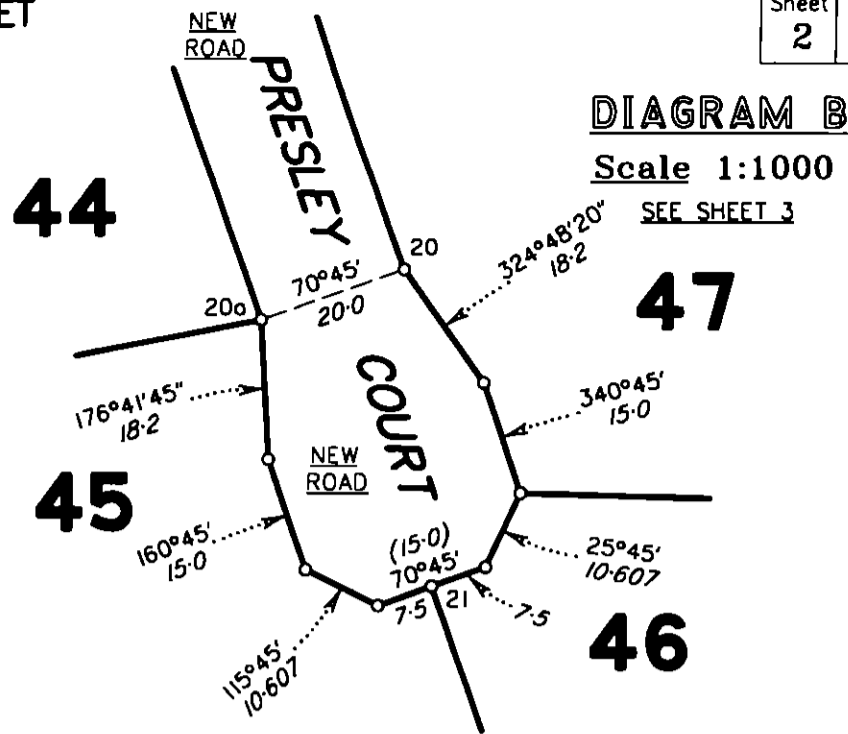 ET
NEW
ROAD
Sheet
2
PRESLEY
COURT
DIAGRAM B
Scale 1:1000
SEE SHEET 3
44
20
324°48'20"
18·2
70°45'
20·0
20a
47
176°41'45"
18·2
340°45'
15·0
NEW
ROAD
45
160°45'
15·0
(15·0)
70°45'
7·5
21
7·5
25°45'
10·607
115°45'
10·607
46